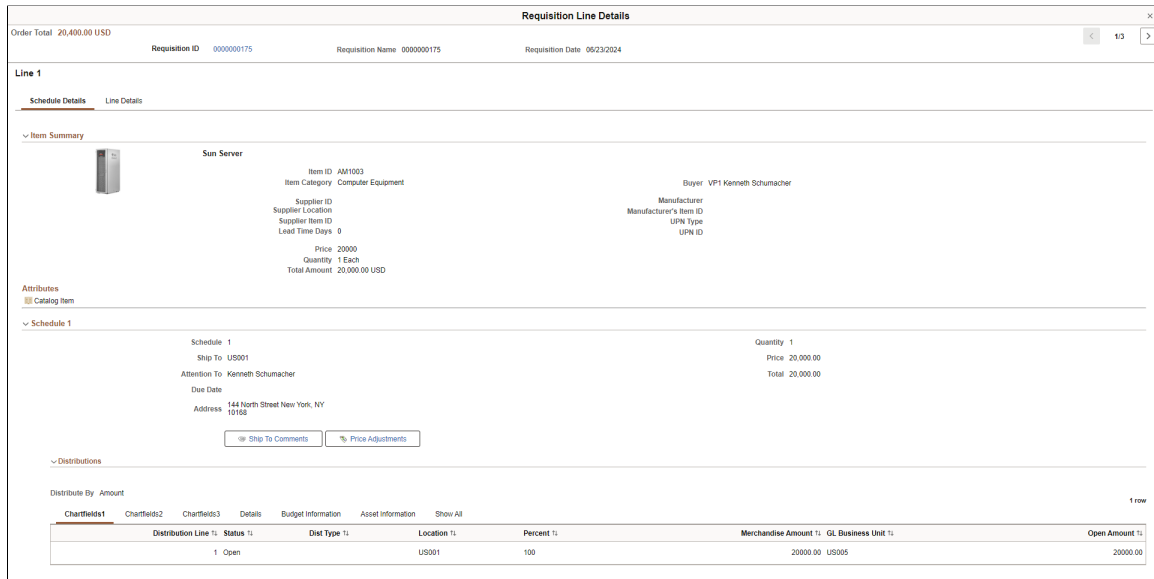 Requisition Line Details
×
Order Total 20,400.00 USD
< 1/3 >
Requisition ID 0000000175 Requisition Name 0000000175 Requisition Date 06/23/2024
Line 1
Schedule Details Line Details
Item Summary
Sun Server
Item ID AM1003
Item Category Computer Equipment Buyer VP1 Kenneth Schumacher
Supplier ID Manufacturer
Supplier Location Manufacturer's Item ID
Supplier Item ID UPN Type
Lead Time Days 0 UPN ID
Price 20000
Quantity 1 Each
Total Amount 20,000.00 USD
Attributes
Catalog Item
Schedule 1
Schedule 1 Quantity 1
Ship To US001 Price 20,000.00
Attention To Kenneth Schumacher Total 20,000.00
Due Date
Address 144 North Street New York, NY
10168
Ship To Comments Price Adjustments
Distributions
Distribute By Amount
1 row
Chartfields1 Chartfields2 Chartfields3 Details Budget Information Asset Information Show All
Distribution Line Status Dist Type Location Percent Merchandise Amount GL Business Unit Open Amount
1 Open US001 100 20000.00 US005 20000.00